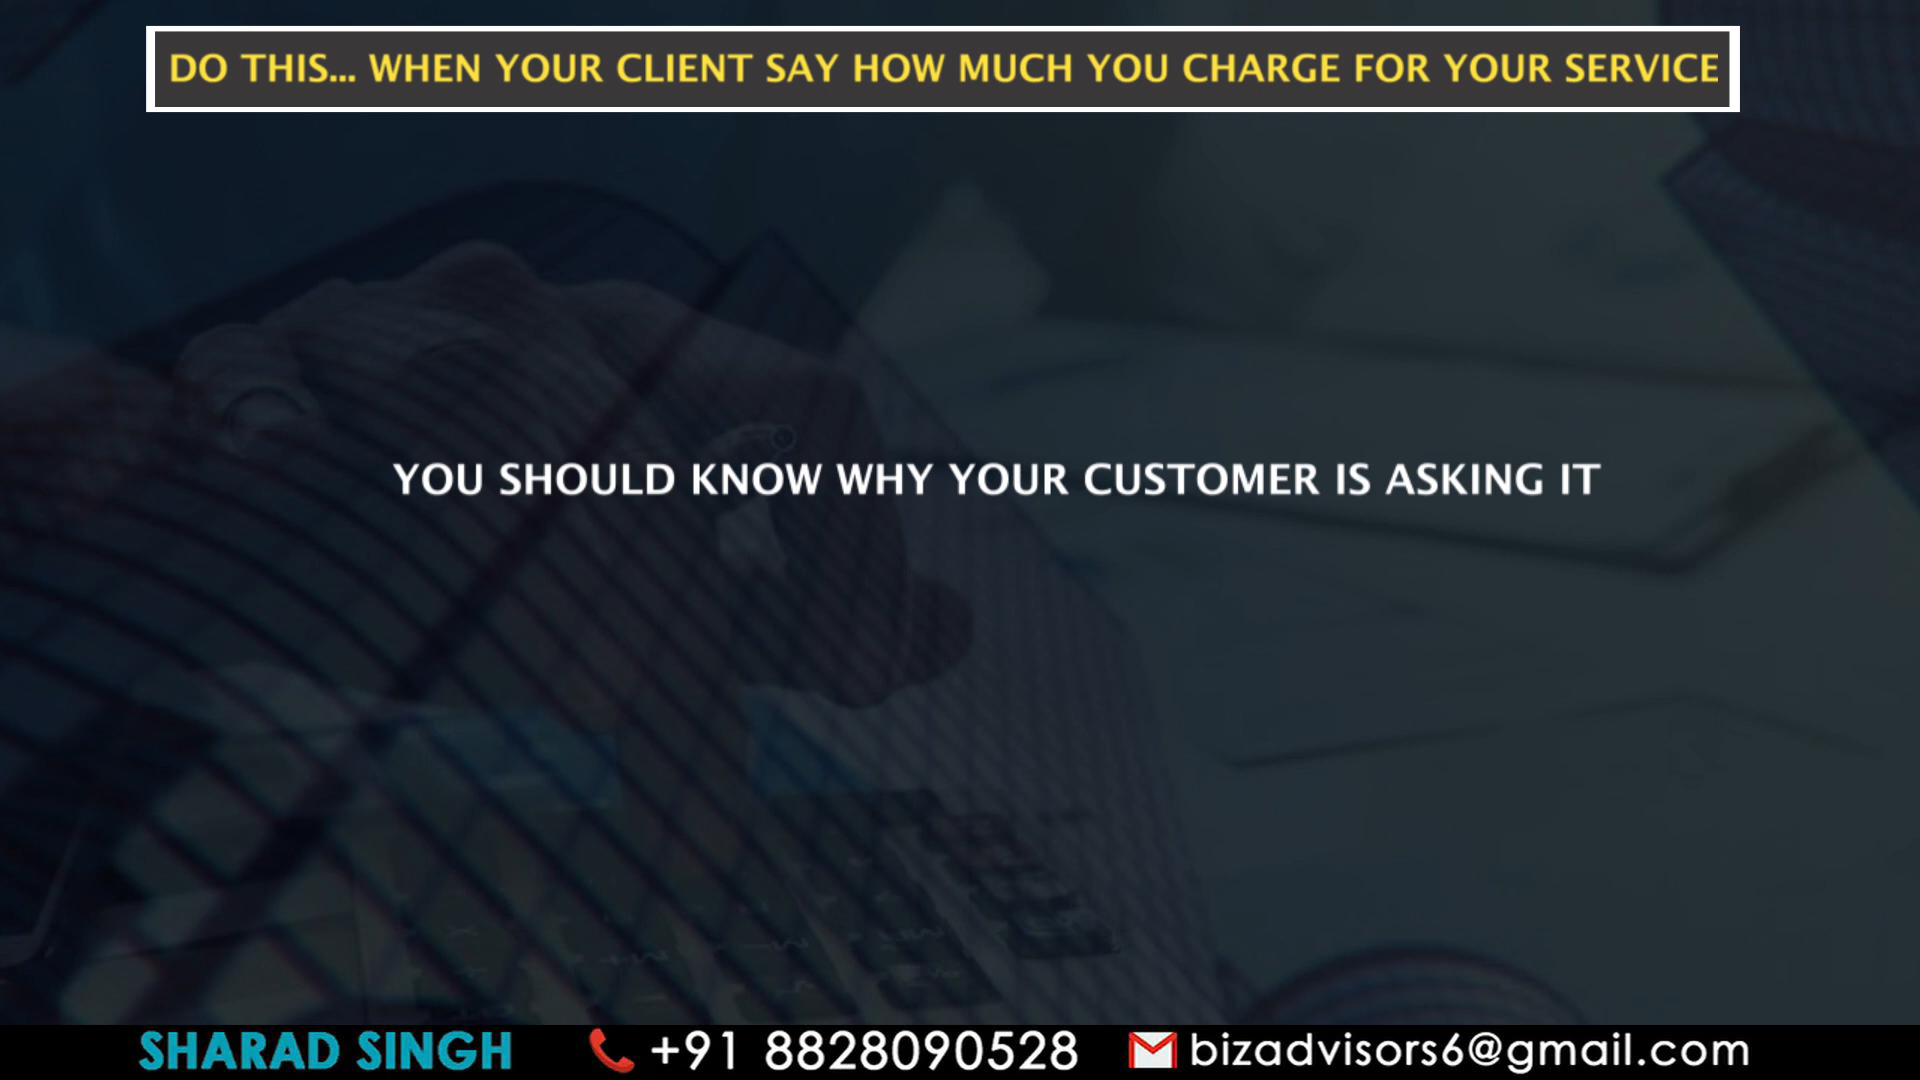 DO THIS... WHEN YOUR CLIENT SAY HOW MUCH YOU CHARGE FOR YOUR SERVICE
YOU SHOULD KNOW WHY YOUR CUSTOMER IS ASKING IT
SHARAD SINGH +91 8828090528 bizadvisors6@gmail.com